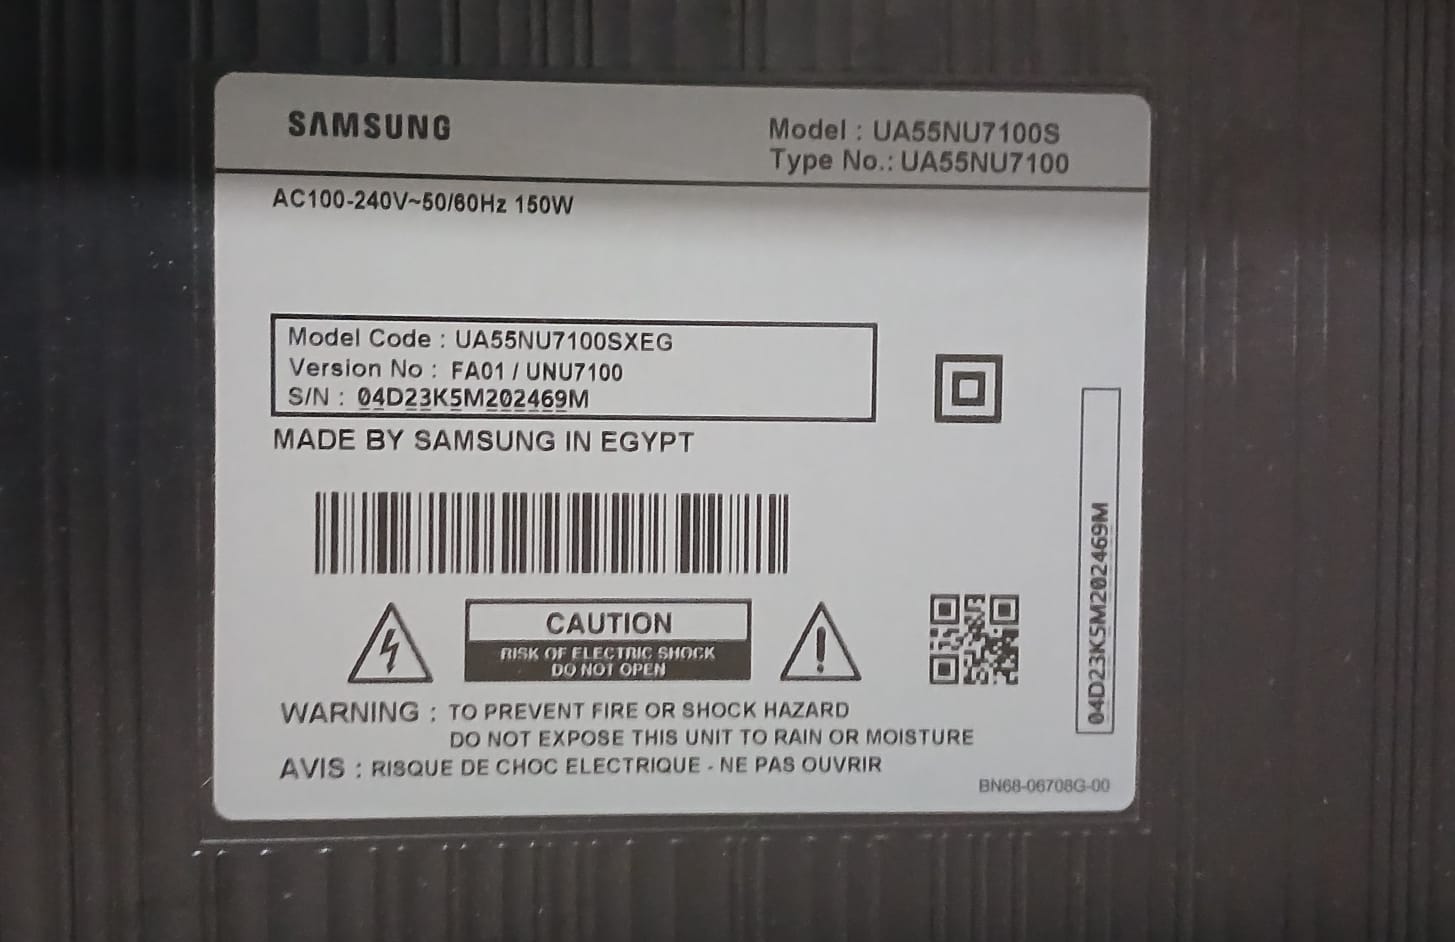 SAMSUNG
Model : UA55NU7100S
Type No.: UA55NU7100
AC100-240V~50/60Hz 150W
Model Code : UA55NU7100SXEG
Version No : FA01 / UNU7100
S/N : 04D23K5M202469M
MADE BY SAMSUNG IN EGYPT
CAUTION
RISK OF ELECTRIC SHOCK
DO NOT OPEN
WARNING : TO PREVENT FIRE OR SHOCK HAZARD
DO NOT EXPOSE THIS UNIT TO RAIN OR MOISTURE
AVIS : RISQUE DE CHOC ELECTRIQUE - NE PAS OUVRIR
BN68-06708G-00
04D23K5M202469M